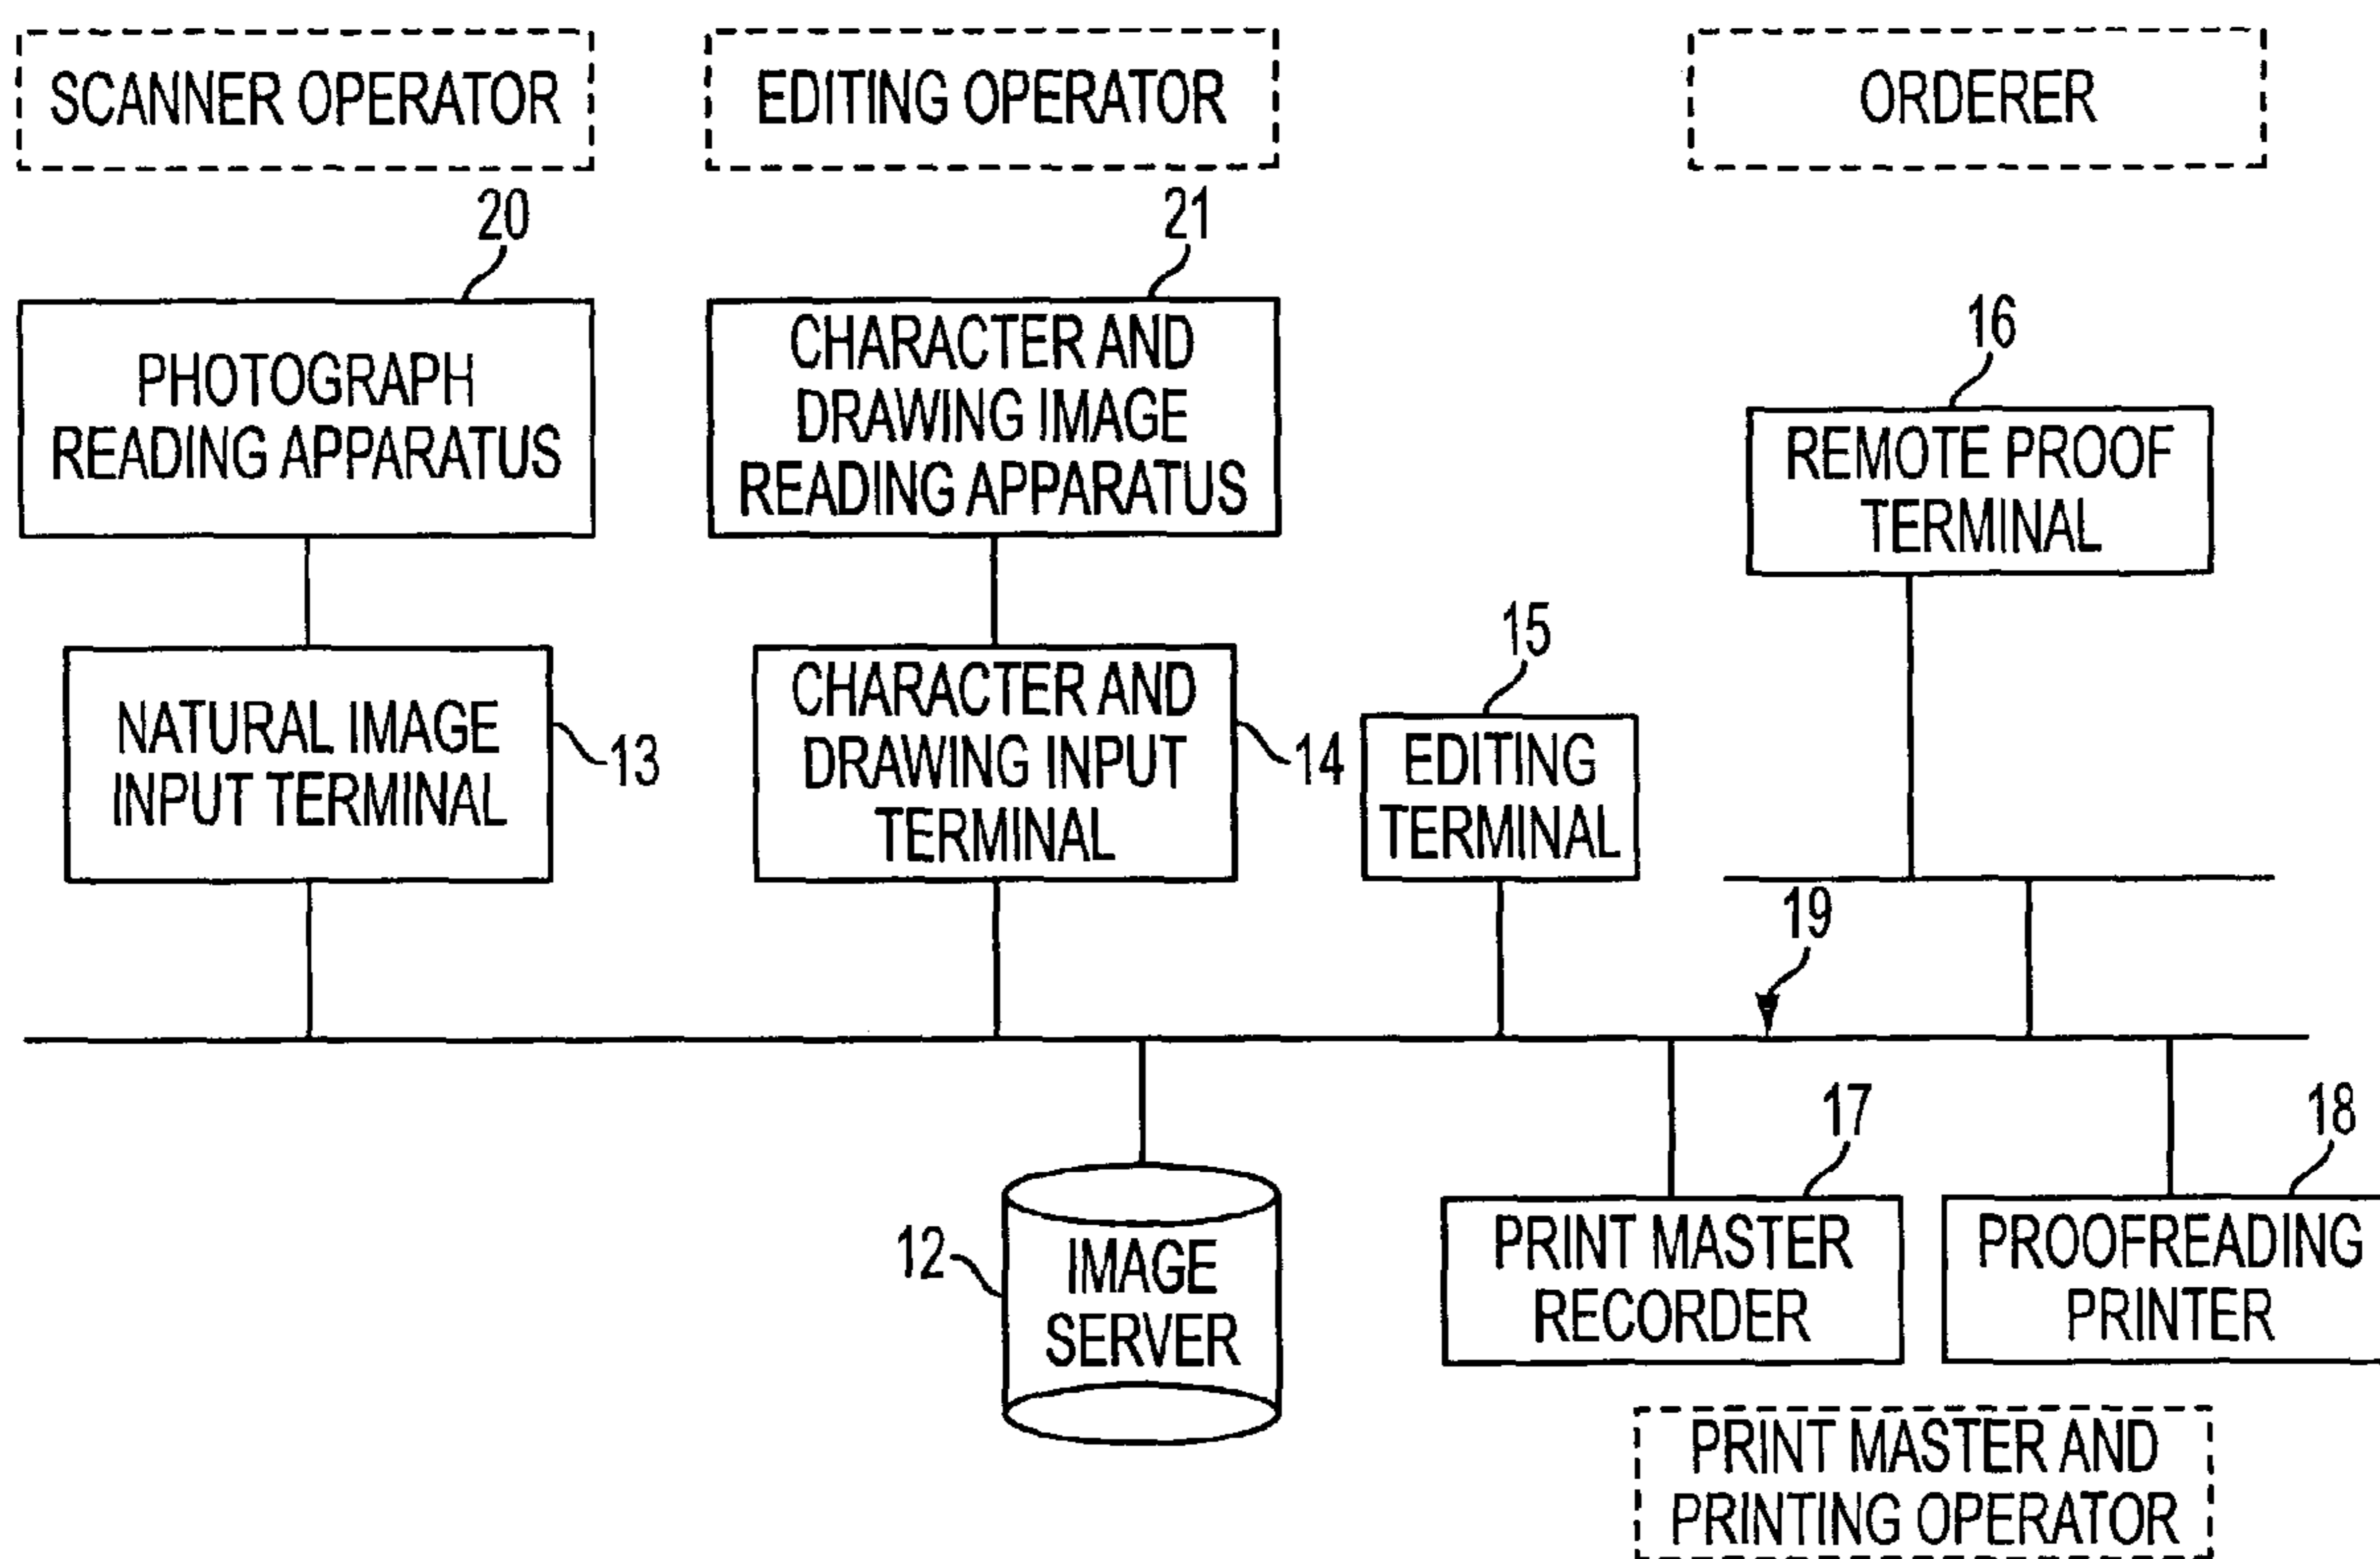 SCANNER OPERATOR
EDITING OPERATOR
ORDERER
20
21
PHOTOGRAPH
READING APPARATUS
CHARACTER AND
DRAWING IMAGE
READING APPARATUS
16
REMOTE PROOF
TERMINAL
NATURAL IMAGE
INPUT TERMINAL
13
CHARACTER AND
DRAWING INPUT
TERMINAL
14
15
EDITING
TERMINAL
19
12
IMAGE
SERVER
17
PRINT MASTER
RECORDER
18
PROOFREADING
PRINTER
PRINT MASTER AND
PRINTING OPERATOR